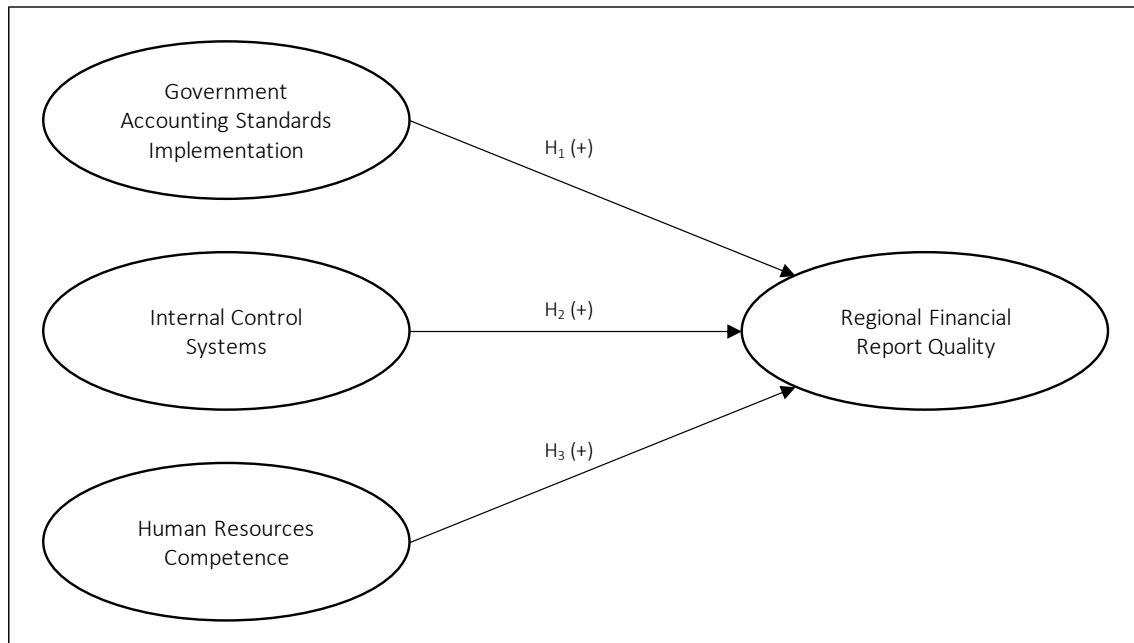 Government
Accounting Standards
Implementation
H₁ (+)
Internal Control
Systems
H₂ (+)
Regional Financial
Report Quality
H₃ (+)
Human Resources
Competence